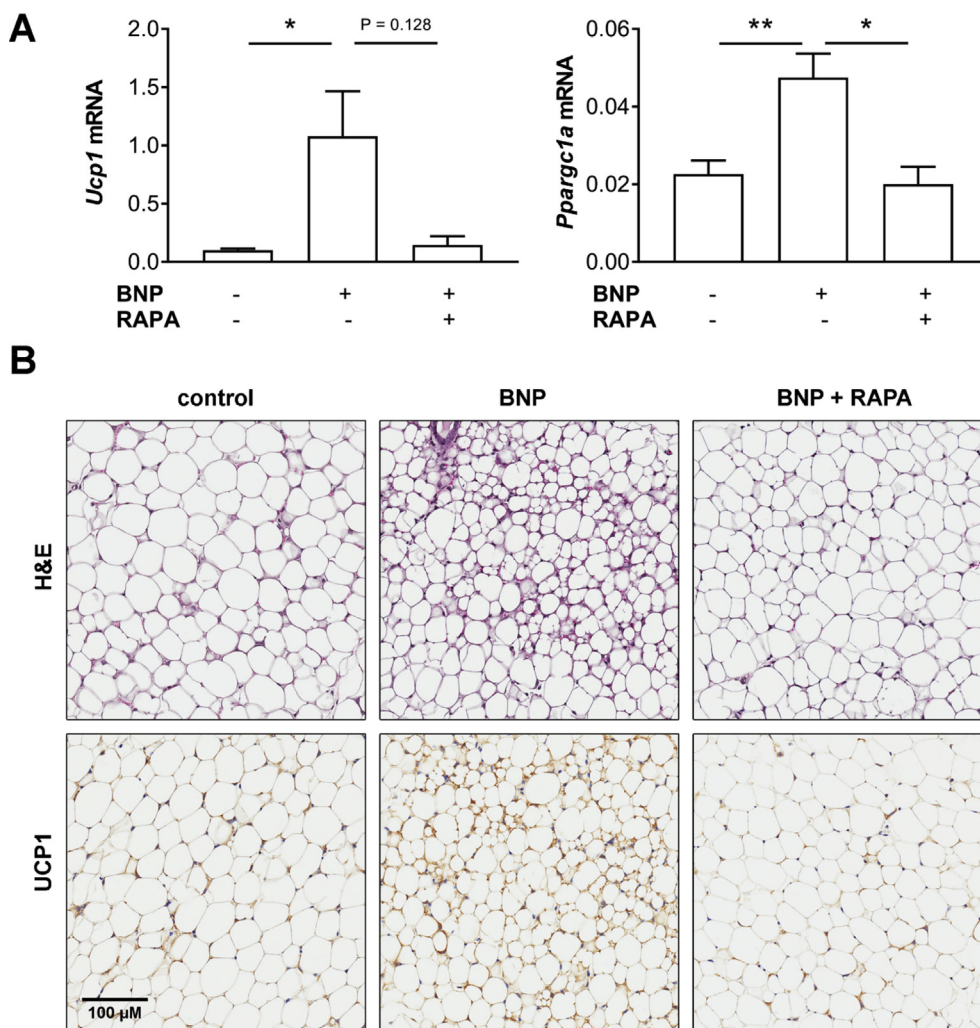 A
Ucp1 mRNA
2.0
1.5
1.0
0.5
0.0
*
P = 0.128
BNP - + +
RAPA - - +
Ppargc1a mRNA
0.06
0.04
0.02
0.00
** *
BNP - + +
RAPA - - +
B
control BNP BNP + RAPA
H&E
UCP1
100 µM